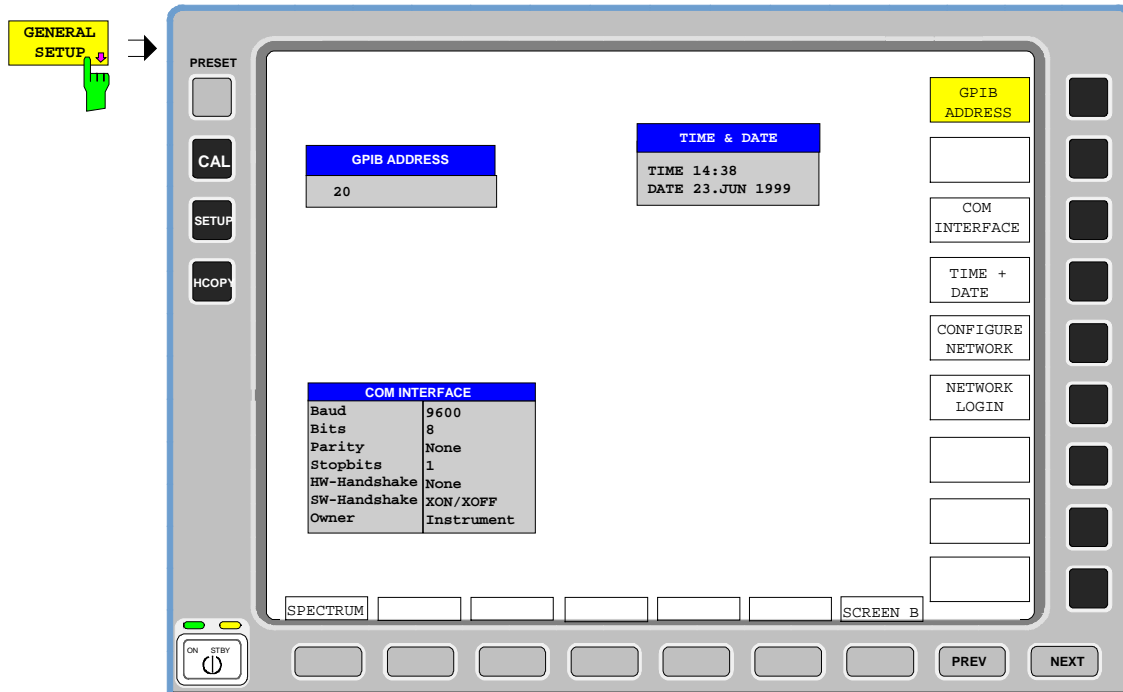 GENERAL
SETUP
PRESET
CAL
SETUP
HCOPY
GPIB ADDRESS
20
TIME & DATE
TIME 14:38
DATE 23.JUN 1999
COM INTERFACE
Baud 9600
Bits 8
Parity None
Stopbits 1
HW-Handshake None
SW-Handshake XON/XOFF
Owner Instrument
GPIB
ADDRESS
COM
INTERFACE
TIME +
DATE
CONFIGURE
NETWORK
NETWORK
LOGIN
SPECTRUM
SCREEN B
ON STBY
PREV
NEXT